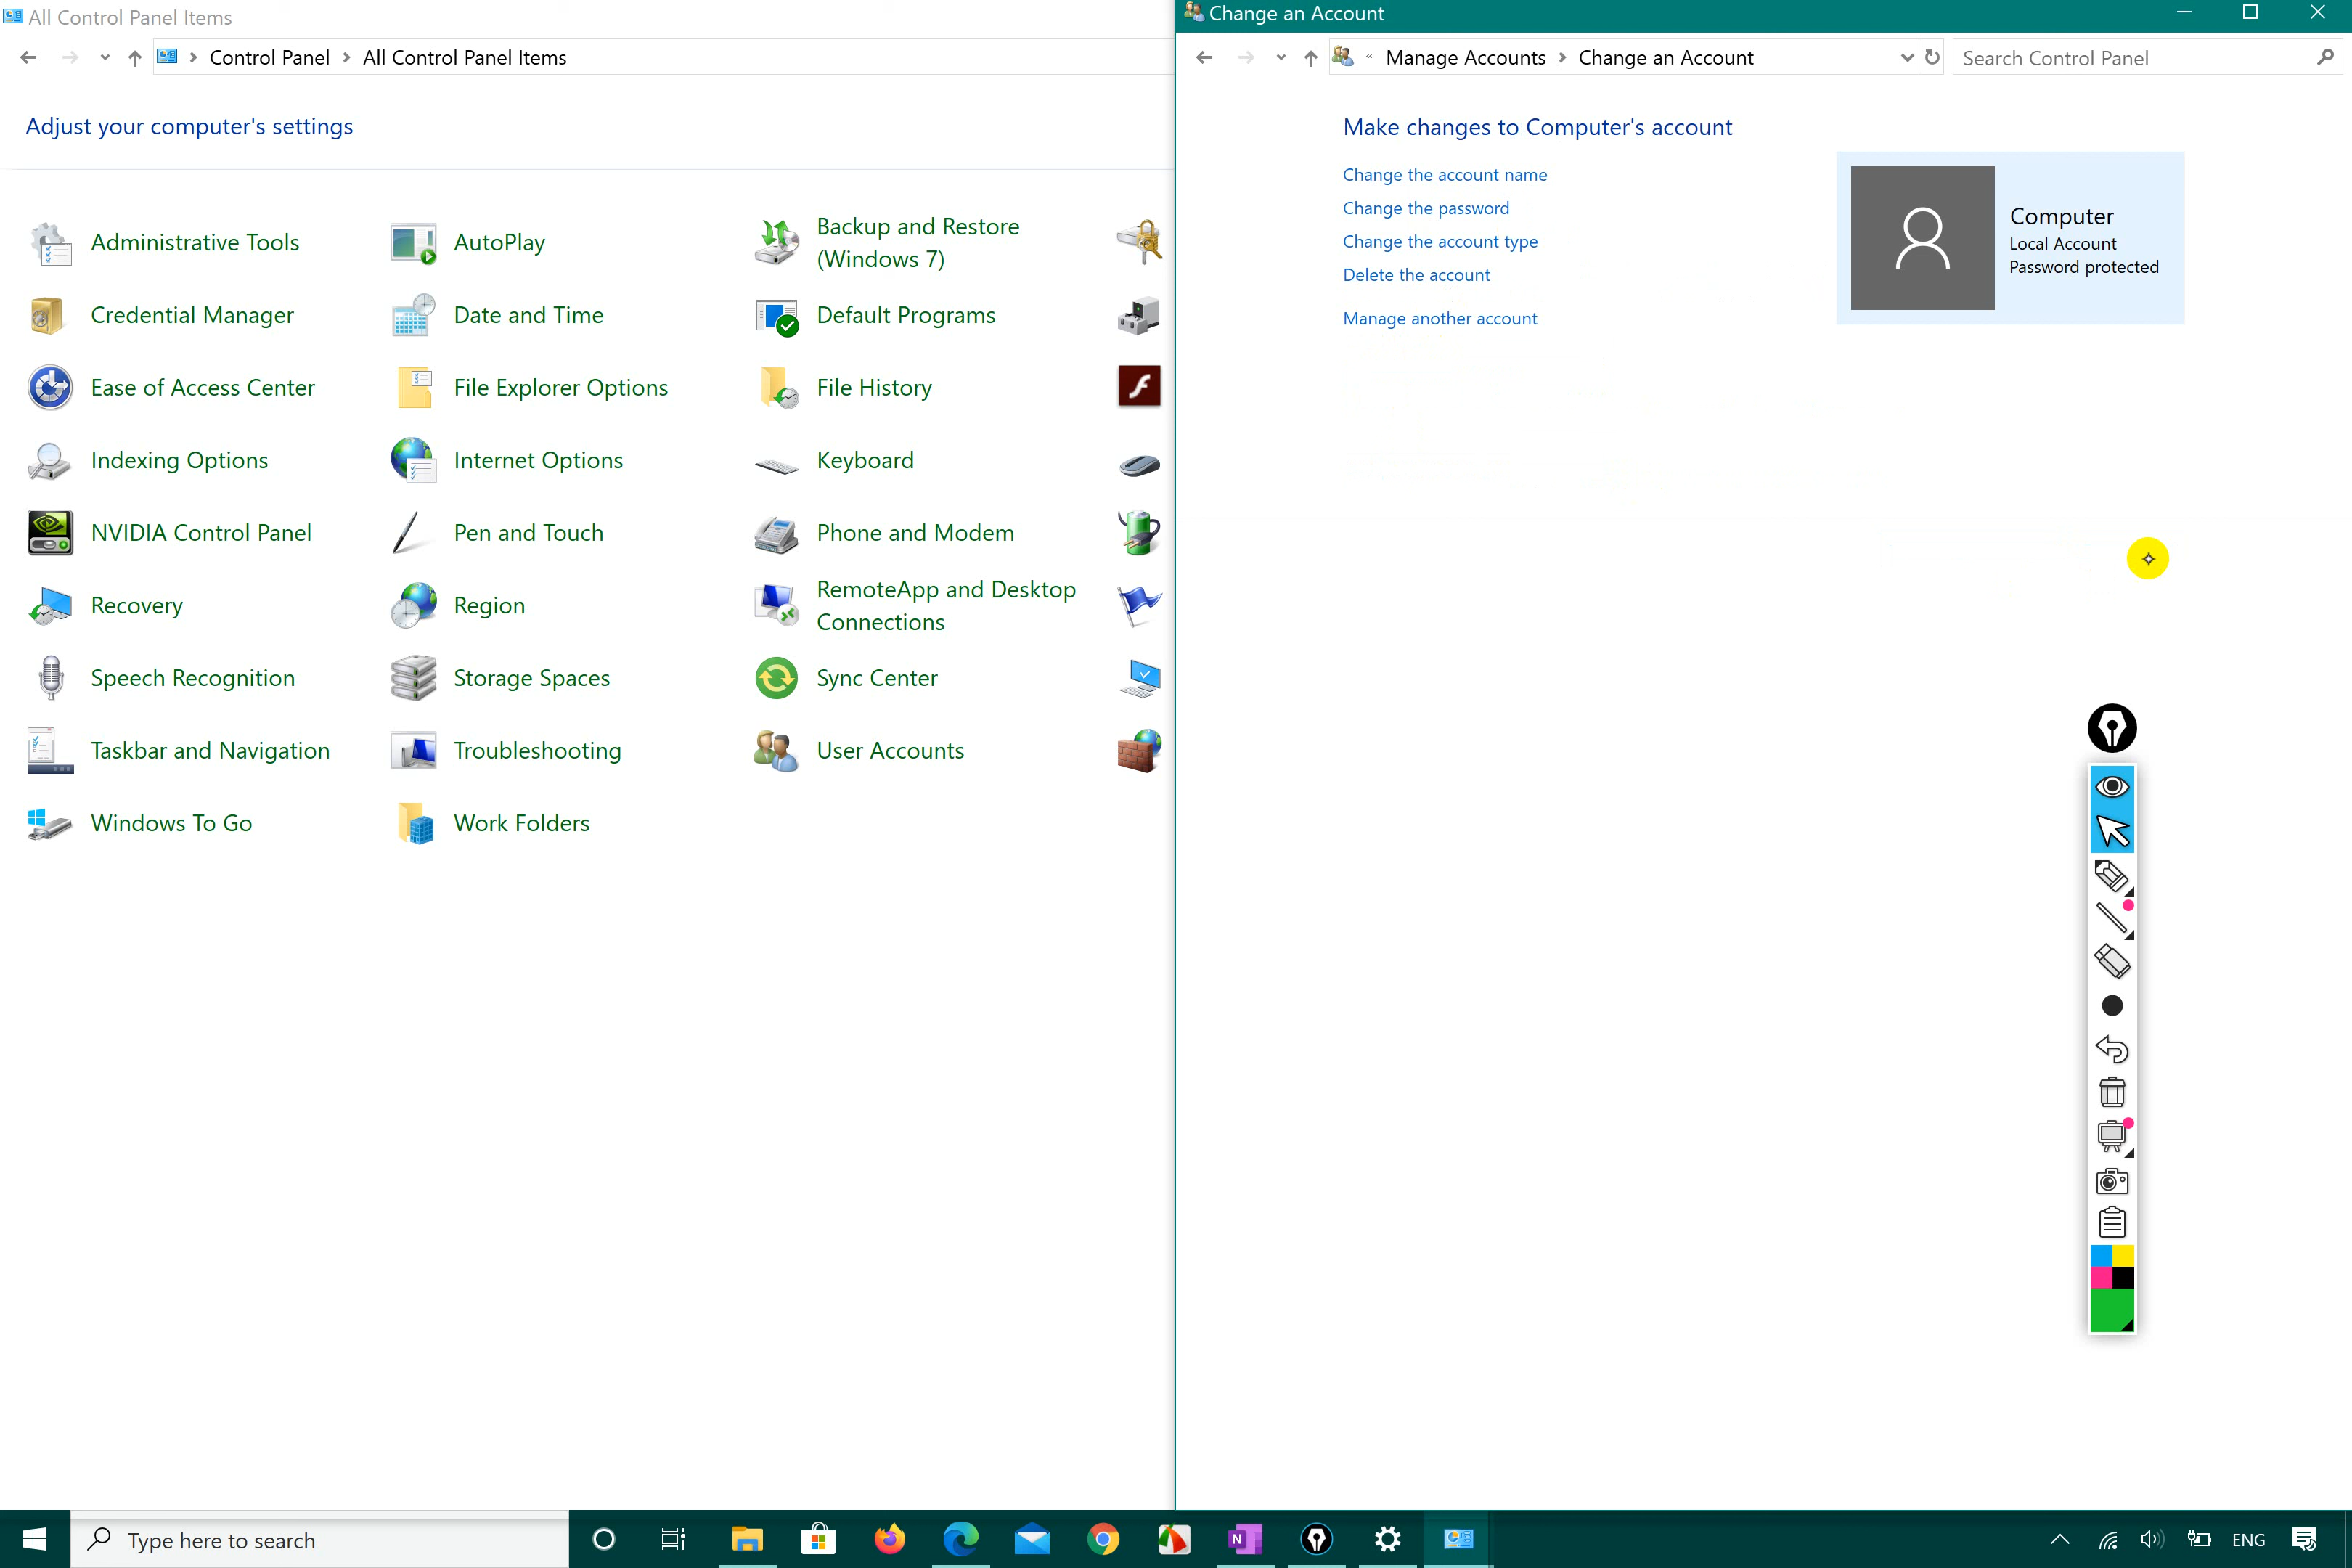 All Control Panel Items
Control Panel > All Control Panel Items
Adjust your computer's settings
Administrative Tools
AutoPlay
Backup and Restore
(Windows 7)
Credential Manager
Date and Time
Default Programs
Ease of Access Center
File Explorer Options
File History
Indexing Options
Internet Options
Keyboard
NVIDIA Control Panel
Pen and Touch
Phone and Modem
Recovery
Region
RemoteApp and Desktop
Connections
Speech Recognition
Storage Spaces
Sync Center
Taskbar and Navigation
Troubleshooting
User Accounts
Windows To Go
Work Folders
Change an Account
« Manage Accounts > Change an Account
Search Control Panel
Make changes to Computer's account
Change the account name
Change the password
Change the account type
Delete the account
Manage another account
Computer
Local Account
Password protected
Type here to search
N
ENG